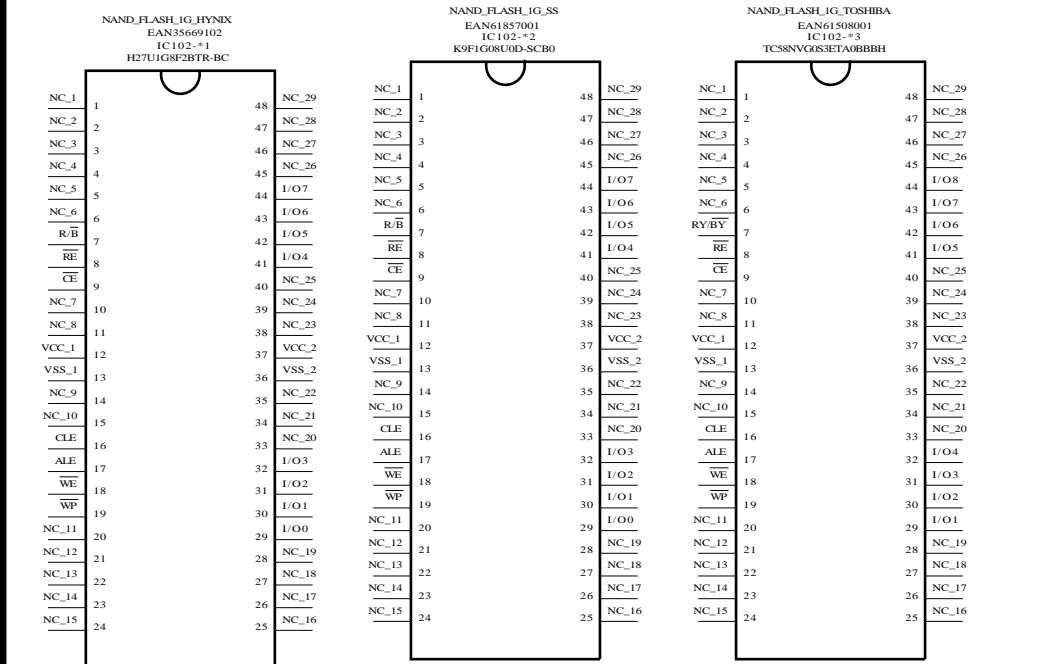 NAND_FLASH_1G_HYNIX
EAN35669102
IC102-*1
H27U1G8F2BTR-BC
NC_1 1 48 NC_29
NC_2 2 47 NC_28
NC_3 3 46 NC_27
NC_4 4 45 NC_26
NC_5 5 44 I/O7
NC_6 6 43 I/O6
R/B̅ 7 42 I/O5
R̅E̅ 8 41 I/O4
C̅E̅ 9 40 NC_25
NC_7 10 39 NC_24
NC_8 11 38 NC_23
VCC_1 12 37 VCC_2
VSS_1 13 36 VSS_2
NC_9 14 35 NC_22
NC_10 15 34 NC_21
CLE 16 33 NC_20
ALE 17 32 I/O3
W̅E̅ 18 31 I/O2
W̅P̅ 19 30 I/O1
NC_11 20 29 I/O0
NC_12 21 28 NC_19
NC_13 22 27 NC_18
NC_14 23 26 NC_17
NC_15 24 25 NC_16
NAND_FLASH_1G_SS
EAN61857001
IC102-*2
K9F1G08U0D-SCB0
NC_1 1 48 NC_29
NC_2 2 47 NC_28
NC_3 3 46 NC_27
NC_4 4 45 NC_26
NC_5 5 44 I/O7
NC_6 6 43 I/O6
R/B̅ 7 42 I/O5
R̅E̅ 8 41 I/O4
C̅E̅ 9 40 NC_25
NC_7 10 39 NC_24
NC_8 11 38 NC_23
VCC_1 12 37 VCC_2
VSS_1 13 36 VSS_2
NC_9 14 35 NC_22
NC_10 15 34 NC_21
CLE 16 33 NC_20
ALE 17 32 I/O3
W̅E̅ 18 31 I/O2
W̅P̅ 19 30 I/O1
NC_11 20 29 I/O0
NC_12 21 28 NC_19
NC_13 22 27 NC_18
NC_14 23 26 NC_17
NC_15 24 25 NC_16
NAND_FLASH_1G_TOSHIBA
EAN61508001
IC102-*3
TC58NVG0S3ETA0BBBH
NC_1 1 48 NC_29
NC_2 2 47 NC_28
NC_3 3 46 NC_27
NC_4 4 45 NC_26
NC_5 5 44 I/O8
NC_6 6 43 I/O7
RY/B̅Y̅ 7 42 I/O6
R̅E̅ 8 41 I/O5
C̅E̅ 9 40 NC_25
NC_7 10 39 NC_24
NC_8 11 38 NC_23
VCC_1 12 37 VCC_2
VSS_1 13 36 VSS_2
NC_9 14 35 NC_22
NC_10 15 34 NC_21
CLE 16 33 NC_20
ALE 17 32 I/O4
W̅E̅ 18 31 I/O3
W̅P̅ 19 30 I/O2
NC_11 20 29 I/O1
NC_12 21 28 NC_19
NC_13 22 27 NC_18
NC_14 23 26 NC_17
NC_15 24 25 NC_16